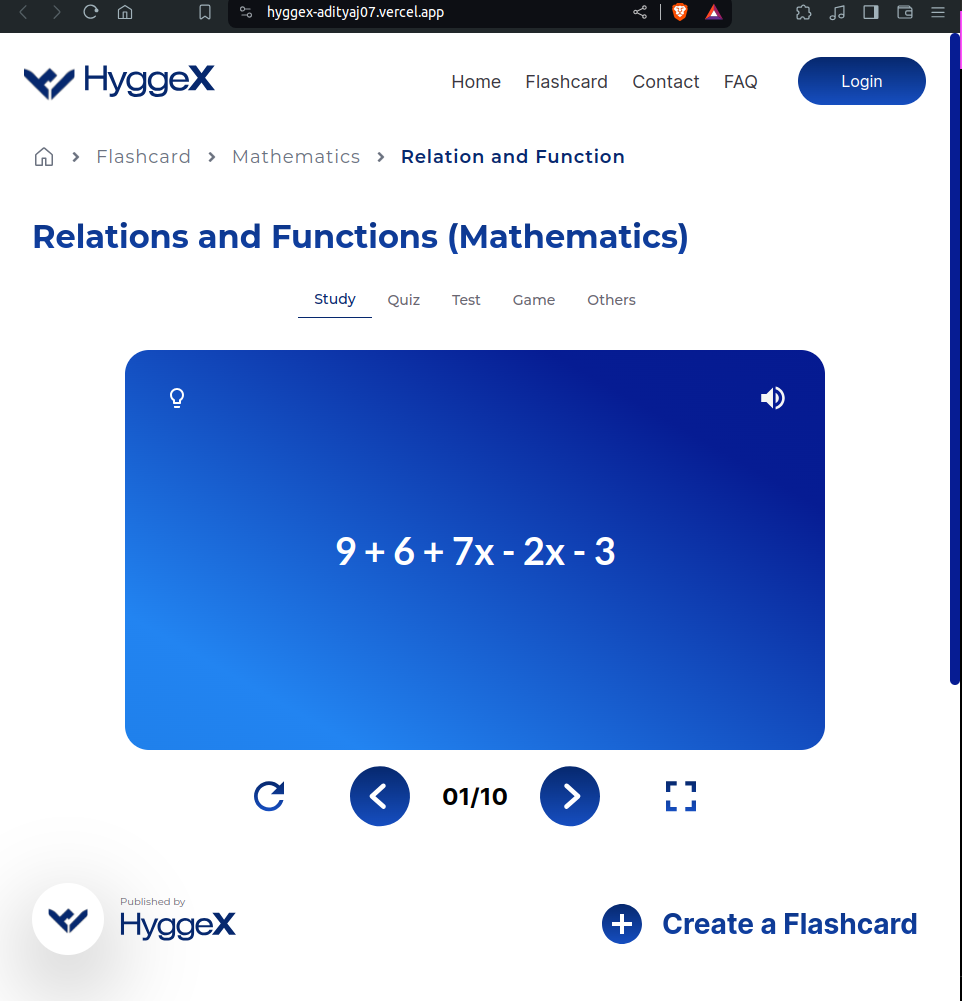 hyggex-adityaj07.vercel.app
HyggeX
Home Flashcard Contact FAQ Login
Flashcard > Mathematics > Relation and Function
Relations and Functions (Mathematics)
Study Quiz Test Game Others
9 + 6 + 7x - 2x - 3
01/10
Published by
HyggeX
Create a Flashcard